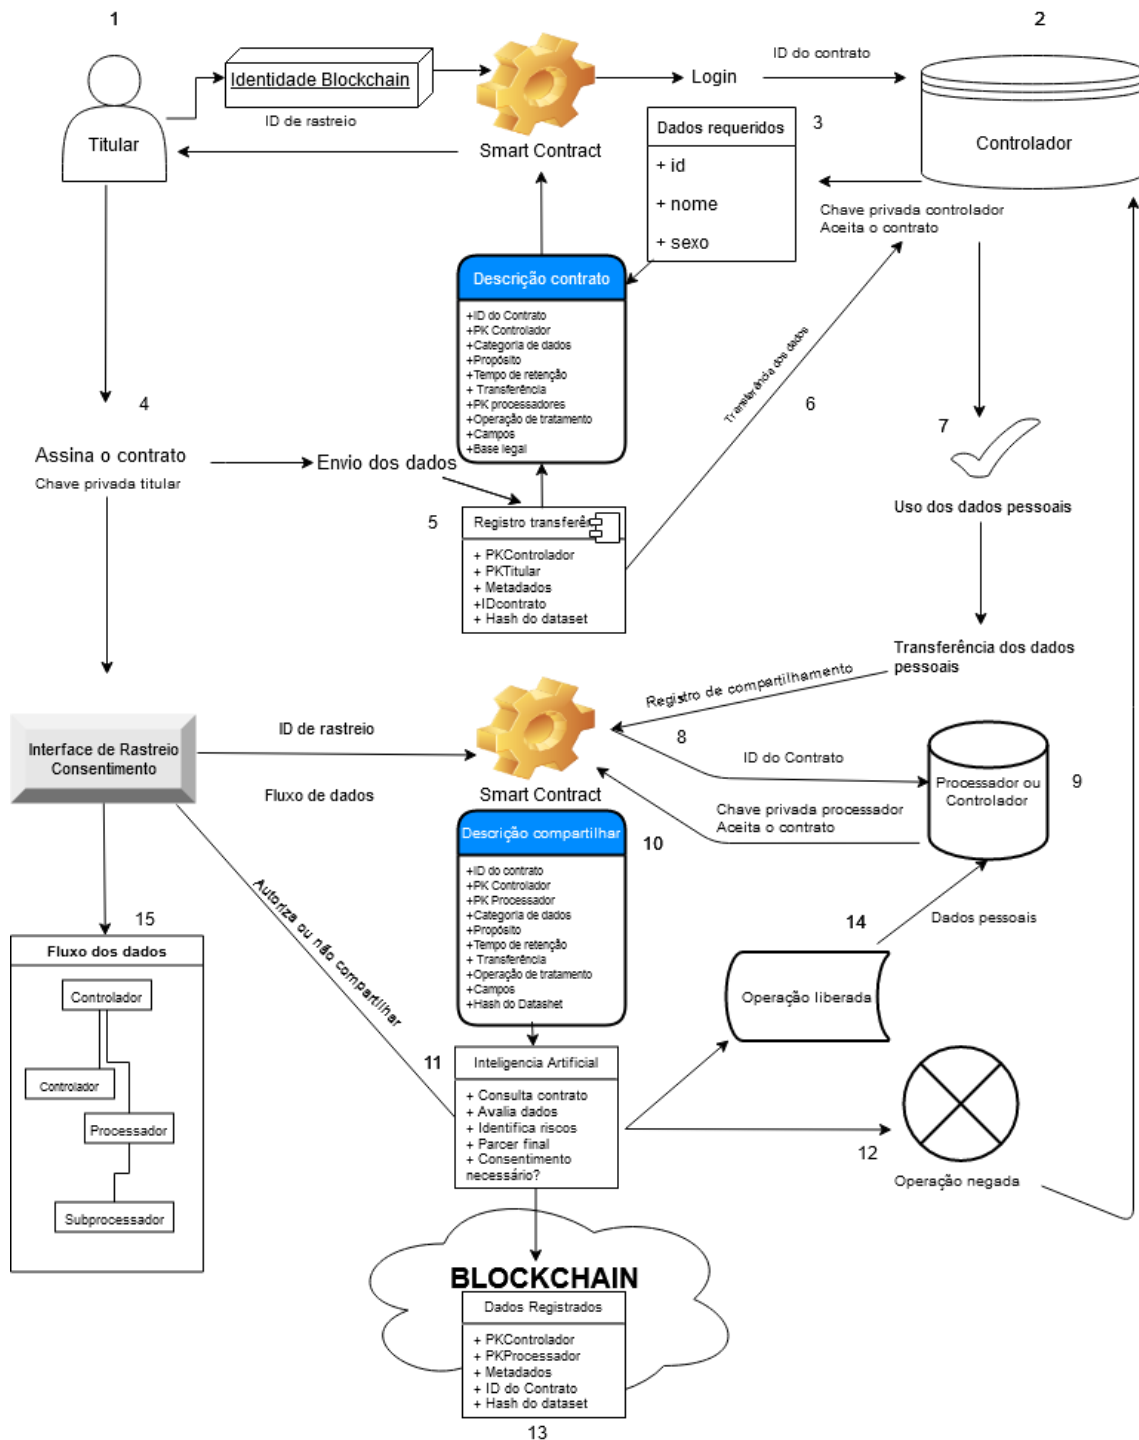 1
2
Identidade Blockchain
ID de rastreio
Titular
Smart Contract
Login
ID do contrato
Controlador
Dados requeridos
+ id
+ nome
+ sexo
3
Chave privada controlador
Aceita o contrato
Descrição contrato
+ID do Contrato
+PK Controlador
+Categoria de dados
+Propósito
+Tempo de retenção
+ Transferência
+PK processadores
+Operação de tratamento
+Campos
+Base legal
Transferência dos dados
6
4
Assina o contrato
Chave privada titular
Envio dos dados
5
Registro transferên
+ PKControlador
+ PKTitular
+ Metadados
+IDcontrato
+ Hash do dataset
7
Uso dos dados pessoais
Transferência dos dados
pessoais
Registro de compartilhamento
8
Interface de Rastreio
Consentimento
ID de rastreio
Fluxo de dados
Smart Contract
ID do Contrato
Processador ou
Controlador
9
Chave privada processador
Aceita o contrato
10
Descrição compartilhar
+ID do contrato
+PK Controlador
+PK Processador
+Categoria de dados
+Propósito
+Tempo de retenção
+ Transferência
+Operação de tratamento
+Campos
+Hash do Datashet
Autoriza ou não compartilhar
15
Fluxo dos dados
Controlador
Controlador
Processador
Subprocessador
14
Dados pessoais
Operação liberada
11
Inteligencia Artificial
+ Consulta contrato
+ Avalia dados
+ Identifica riscos
+ Parcer final
+ Consentimento
necessário?
12
Operação negada
BLOCKCHAIN
Dados Registrados
+ PKControlador
+ PKProcessador
+ Metadados
+ ID do Contrato
+ Hash do dataset
13